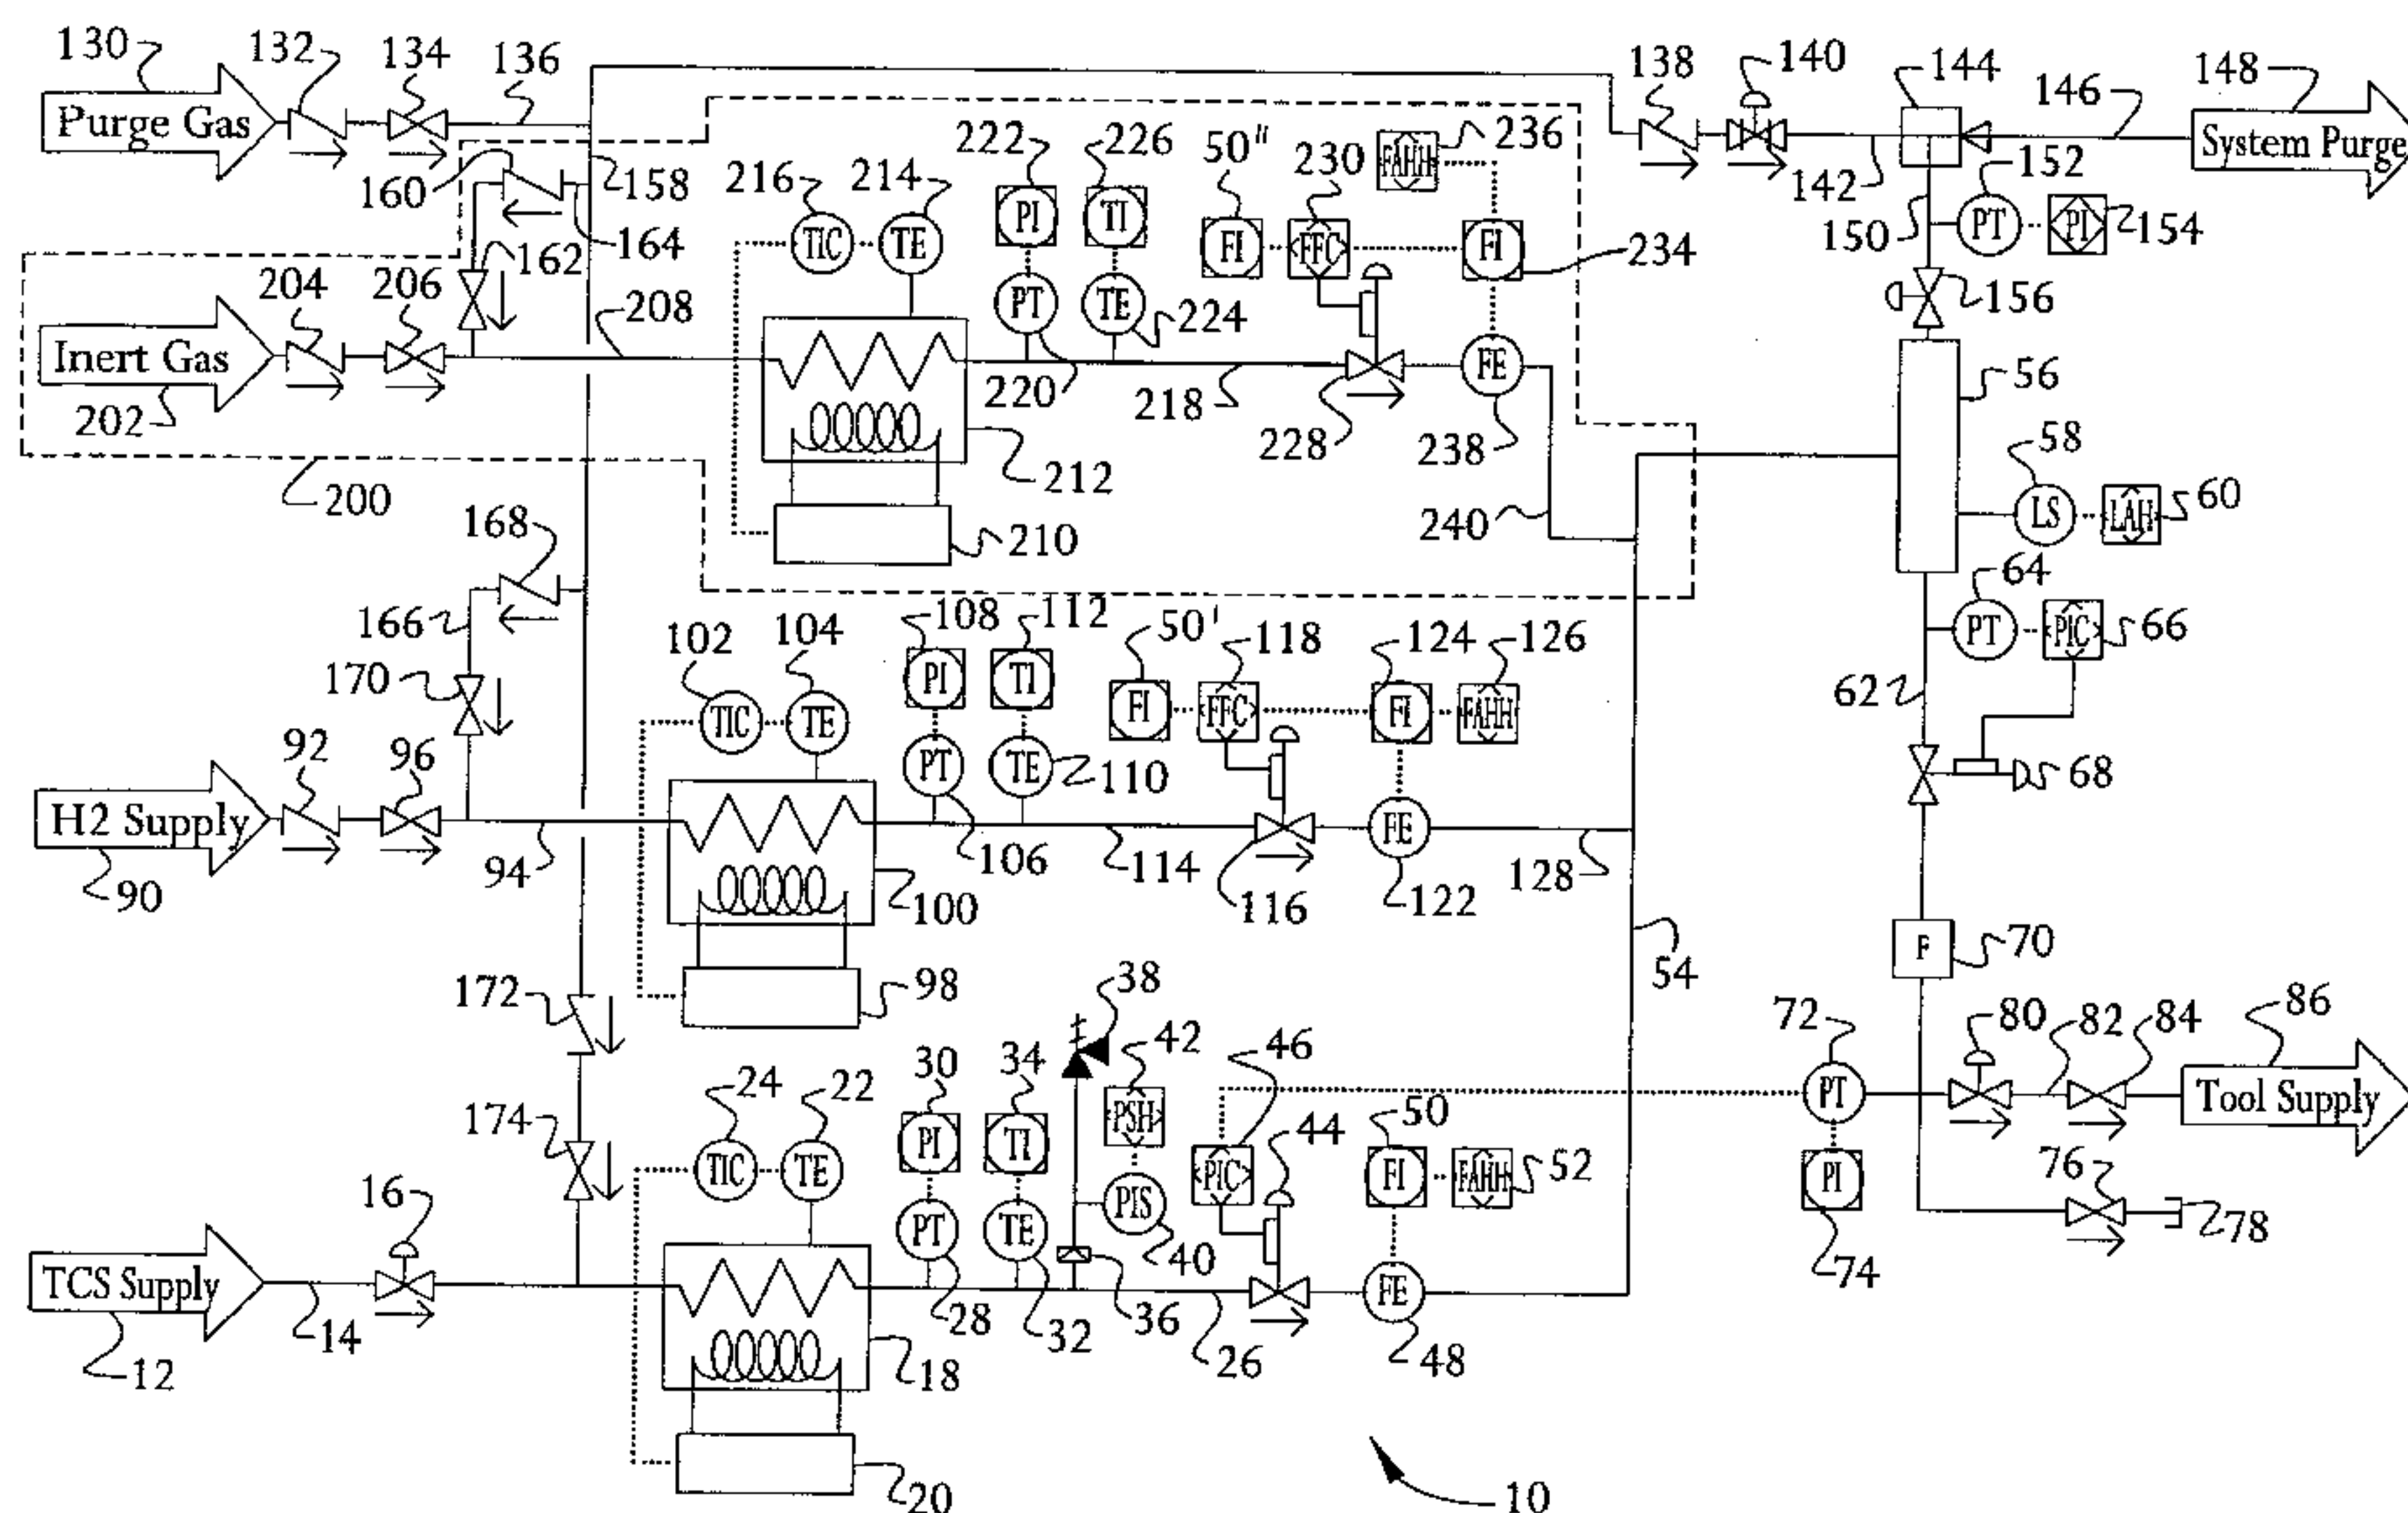 130 132 134 136 138 140 144 146 148
Purge Gas
System Purge
160 158 164 162
142 150 152 154 156
PT PI
216 214 222 226 50" 230 236 234
TIC TE PI TI FI FFC FAHH FI
PT TE FE
204 206 208 220 224 218 228 238
Inert Gas
202
200
212
210
240
56 58 60
LS LAH
64 66
PT PIC
62
68
168
166
170
102 104 108 112 50' 118 124 126
TIC TE PI TI FI FFC FI FAHH
PT TE FE
92 96 110
H2 Supply
90 94 100 106 114 116 122 128
98
54
70
F
172
174
38
24 22 30 34 42 46 44 50 52
TIC TE PI TI PSH PIC FI FAHH
PT TE PIS FE
72 80 82 84 86
PT
PI
Tool Supply
74 76 78
16
TCS Supply
12 14 18 28 32 36 40 26 48
20
10